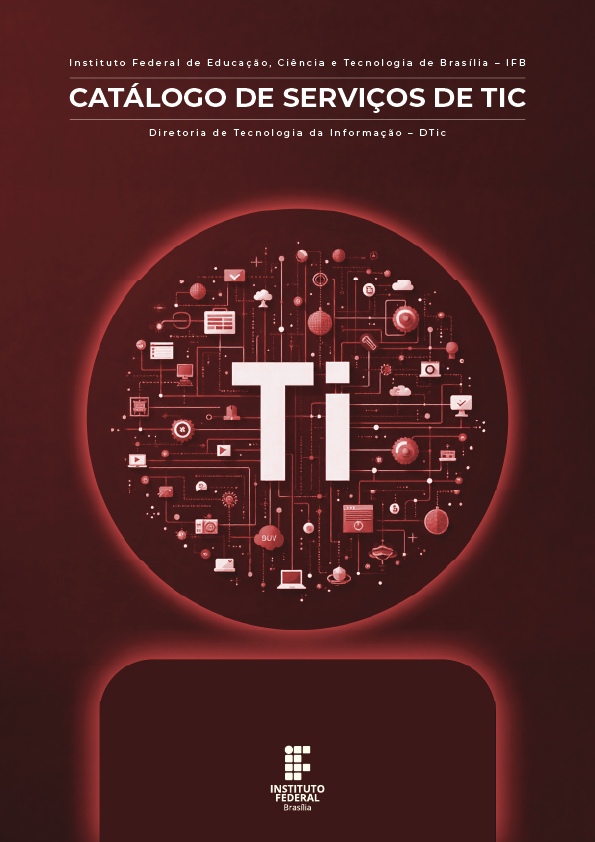 Instituto Federal de Educação, Ciência e Tecnologia de Brasília – IFB
CATÁLOGO DE SERVIÇOS DE TIC
Diretoria de Tecnologia da Informação – DTic
Ti
BUV
INSTITUTO
FEDERAL
Brasília